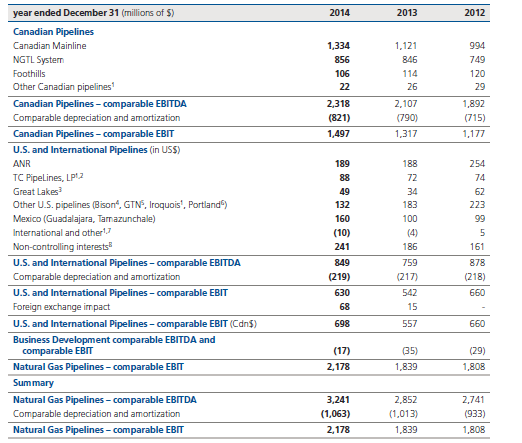 year ended December 31 (millions of $) 2014 2013 2012
Canadian Pipelines
Canadian Mainline 1,334 1,121 994
NGTL System 856 846 749
Foothills 106 114 120
Other Canadian pipelines¹ 22 26 29
Canadian Pipelines – comparable EBITDA 2,318 2,107 1,892
Comparable depreciation and amortization (821) (790) (715)
Canadian Pipelines – comparable EBIT 1,497 1,317 1,177
U.S. and International Pipelines (in US$)
ANR 189 188 254
TC PipeLines, LP¹,² 88 72 74
Great Lakes³ 49 34 62
Other U.S. pipelines (Bison⁴, GTN⁵, Iroquois¹, Portland⁶) 132 183 223
Mexico (Guadalajara, Tamazunchale) 160 100 99
International and other¹,⁷ (10) (4) 5
Non-controlling interests⁸ 241 186 161
U.S. and International Pipelines – comparable EBITDA 849 759 878
Comparable depreciation and amortization (219) (217) (218)
U.S. and International Pipelines – comparable EBIT 630 542 660
Foreign exchange impact 68 15 -
U.S. and International Pipelines – comparable EBIT (Cdn$) 698 557 660
Business Development comparable EBITDA and
comparable EBIT (17) (35) (29)
Natural Gas Pipelines – comparable EBIT 2,178 1,839 1,808
Summary
Natural Gas Pipelines – comparable EBITDA 3,241 2,852 2,741
Comparable depreciation and amortization (1,063) (1,013) (933)
Natural Gas Pipelines – comparable EBIT 2,178 1,839 1,808